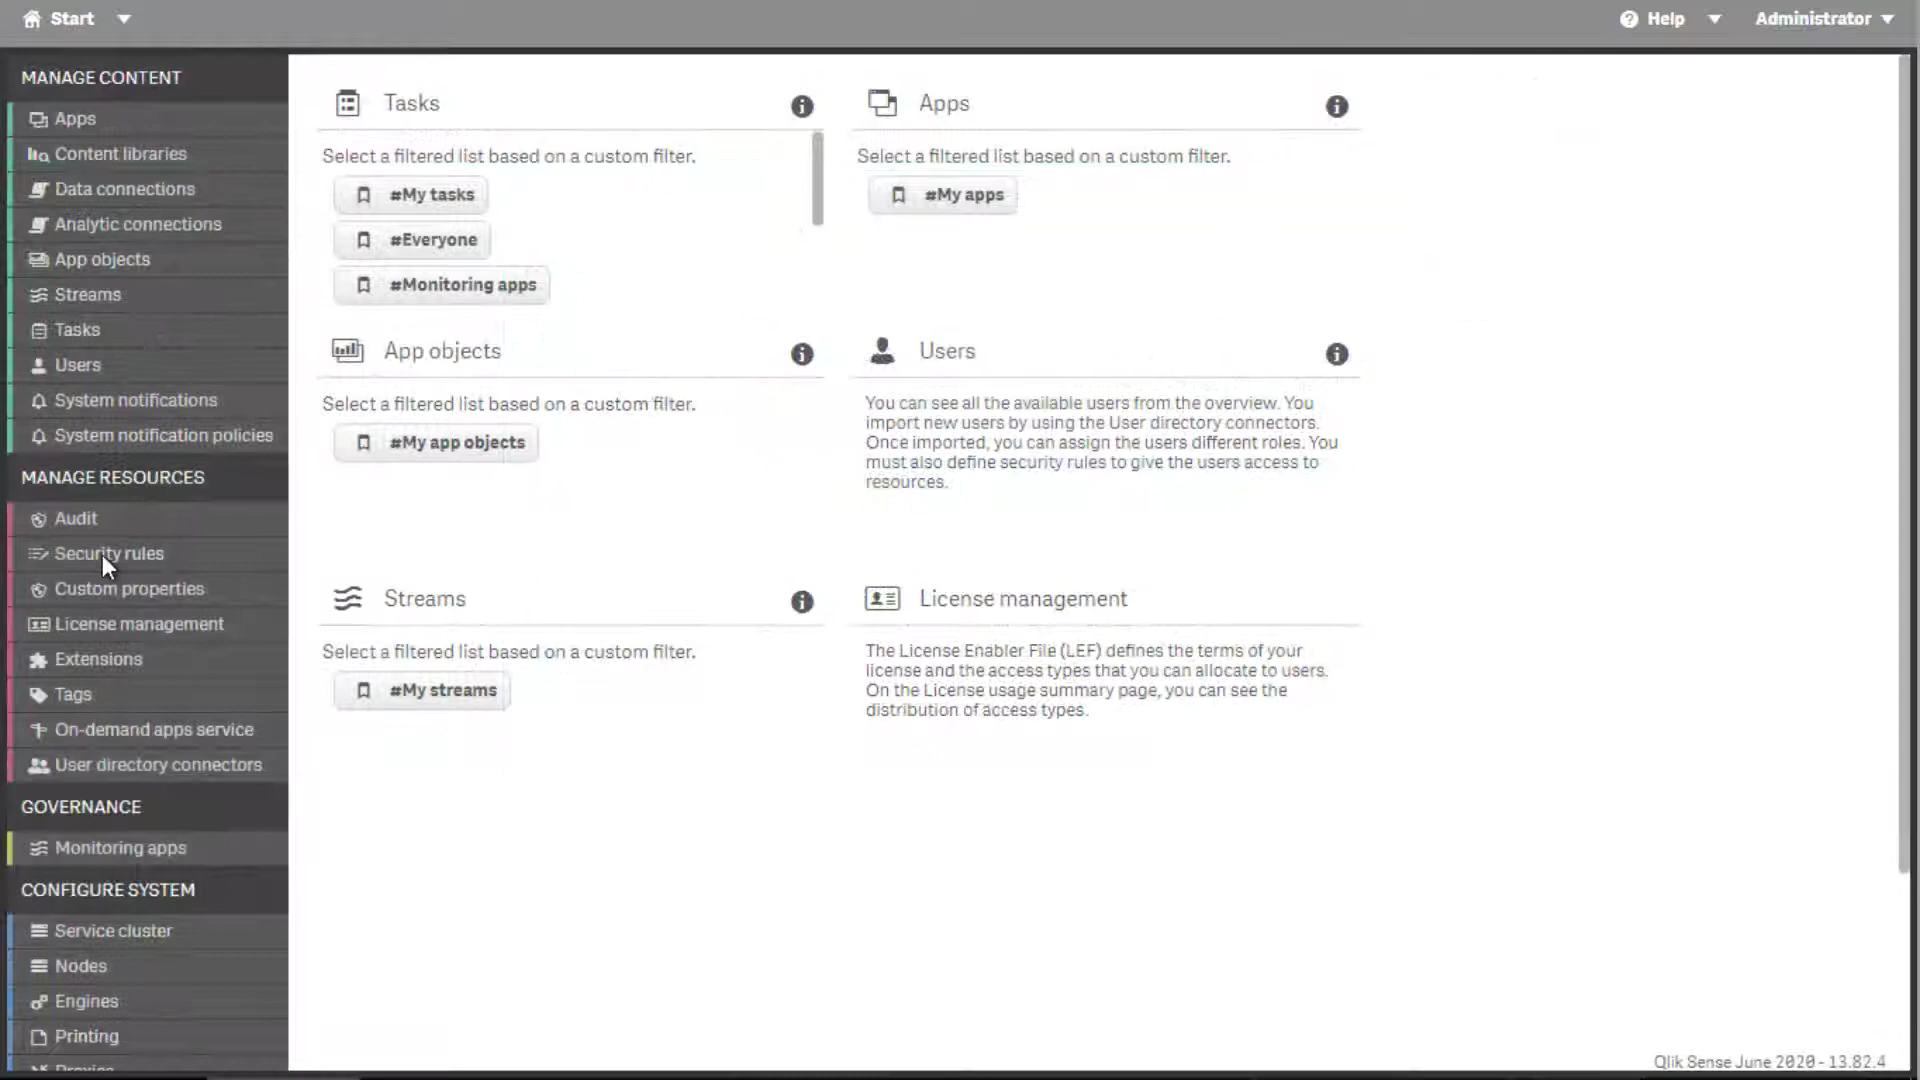 Start
Help
Administrator
MANAGE CONTENT
Apps
Content libraries
Data connections
Analytic connections
App objects
Streams
Tasks
Users
System notifications
System notification policies
MANAGE RESOURCES
Audit
Security rules
Custom properties
License management
Extensions
Tags
On-demand apps service
User directory connectors
GOVERNANCE
Monitoring apps
CONFIGURE SYSTEM
Service cluster
Nodes
Engines
Printing
Tasks
Select a filtered list based on a custom filter.
#My tasks
#Everyone
#Monitoring apps
Apps
Select a filtered list based on a custom filter.
#My apps
App objects
Select a filtered list based on a custom filter.
#My app objects
Users
You can see all the available users from the overview. You
import new users by using the User directory connectors.
Once imported, you can assign the users different roles. You
must also define security rules to give the users access to
resources.
Streams
Select a filtered list based on a custom filter.
#My streams
License management
The License Enabler File (LEF) defines the terms of your
license and the access types that you can allocate to users.
On the License usage summary page, you can see the
distribution of access types.
Qlik Sense June 2020 - 13.82.4